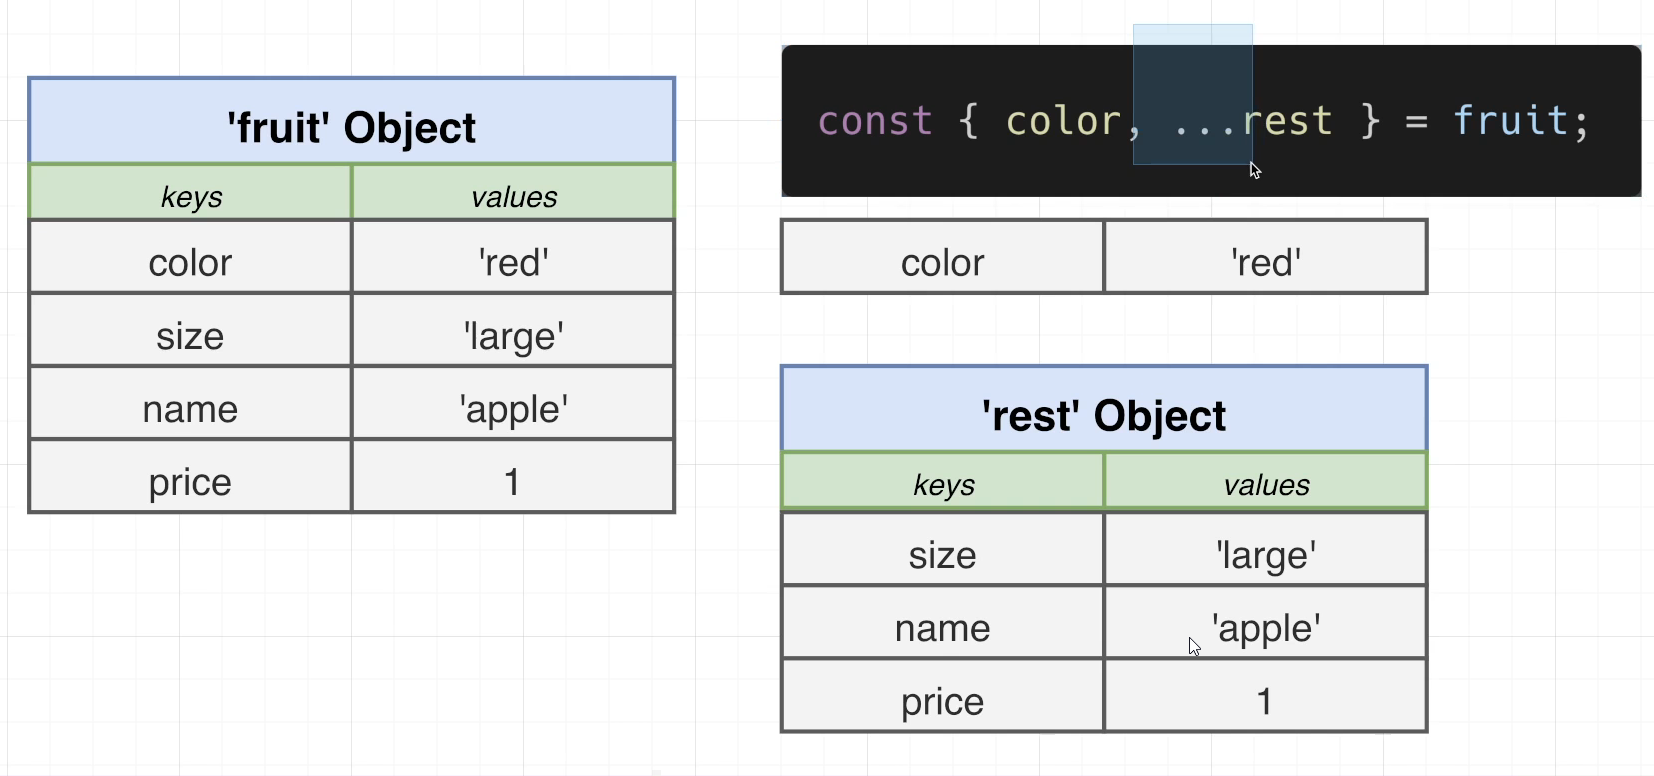 'fruit' Object
keys values
color 'red'
size 'large'
name 'apple'
price 1
const { color, ...rest } = fruit;
color 'red'
'rest' Object
keys values
size 'large'
name 'apple'
price 1